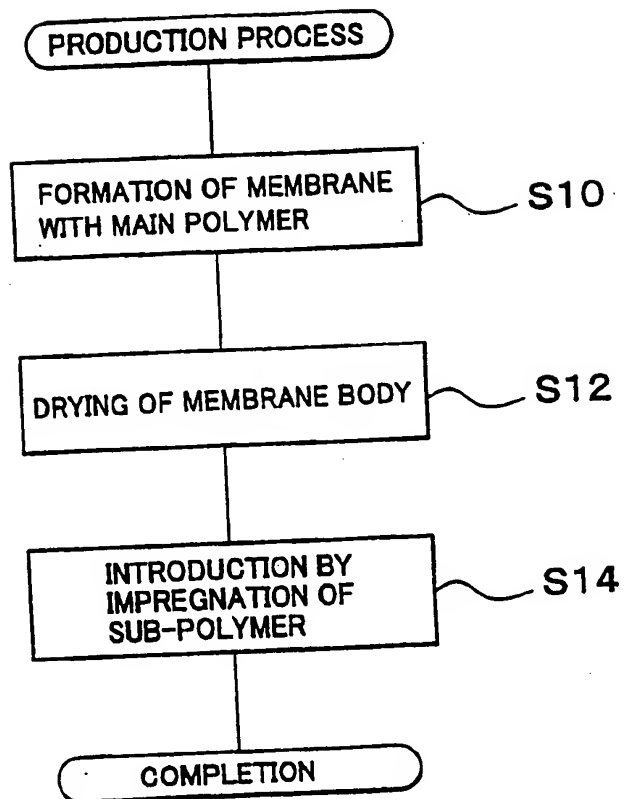 PRODUCTION PROCESS
FORMATION OF MEMBRANE
WITH MAIN POLYMER
S10
DRYING OF MEMBRANE BODY
S12
INTRODUCTION BY
IMPREGNATION OF
SUB-POLYMER
S14
COMPLETION